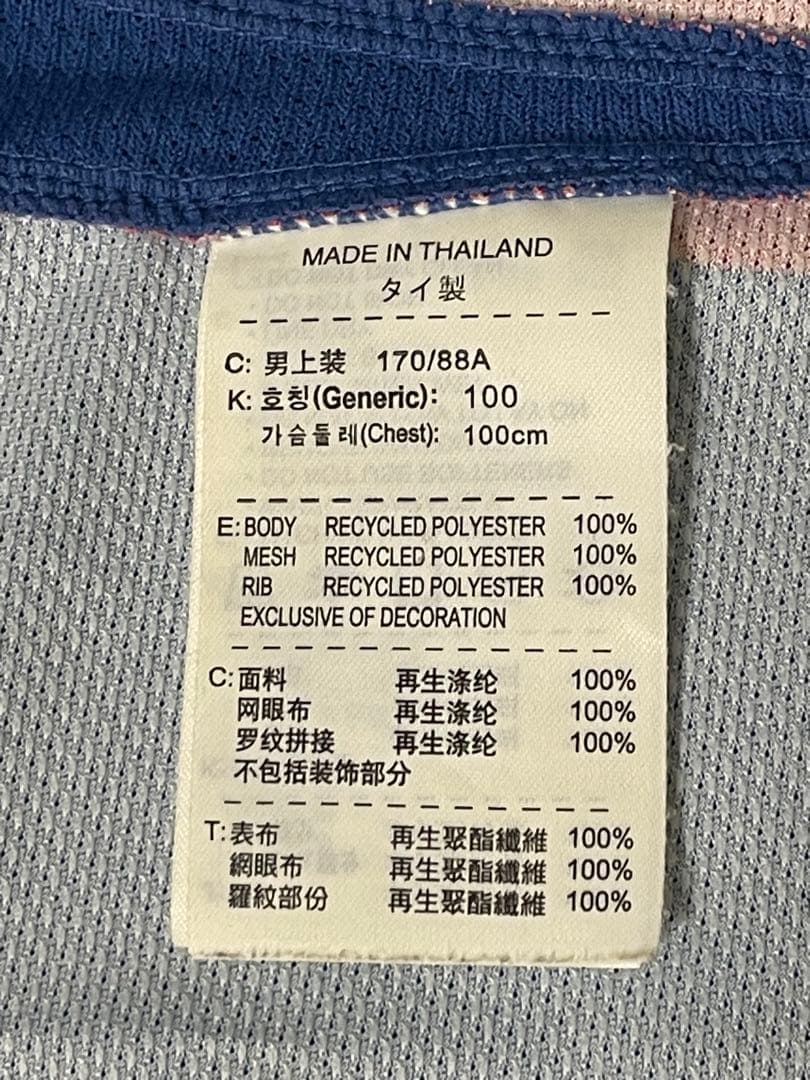 MADE IN THAILAND
タイ製
C: 男上装 170/88A
K: 호칭(Generic): 100
가슴둘레(Chest): 100cm
E: BODY RECYCLED POLYESTER 100%
MESH RECYCLED POLYESTER 100%
RIB RECYCLED POLYESTER 100%
EXCLUSIVE OF DECORATION
C: 面料 再生涤纶 100%
网眼布 再生涤纶 100%
罗纹拼接 再生涤纶 100%
不包括装饰部分
T: 表布 再生聚酯纖維 100%
網眼布 再生聚酯纖維 100%
羅紋部份 再生聚酯纖維 100%